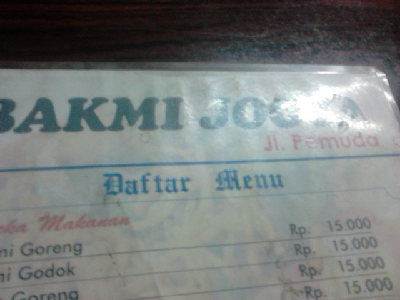 BAKMI JOGJA
Jl. Pemuda
Daftar Menu
Makanan
Goreng Rp. 15.000
Godok Rp. 15.000
Goreng Rp. 15.000
Rp. 15.000